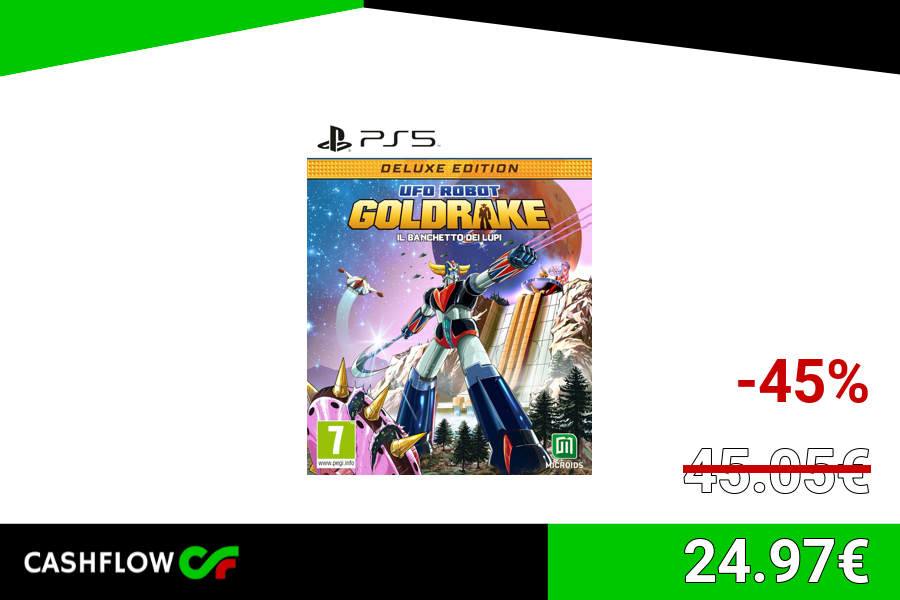 PS5
DELUXE EDITION
UFO ROBOT
GOLDRAKE
IL BANCHETTO DEI LUPI
7
www.pegi.info
MICROIDS
-45%
45.05€
CASHFLOW
24.97€